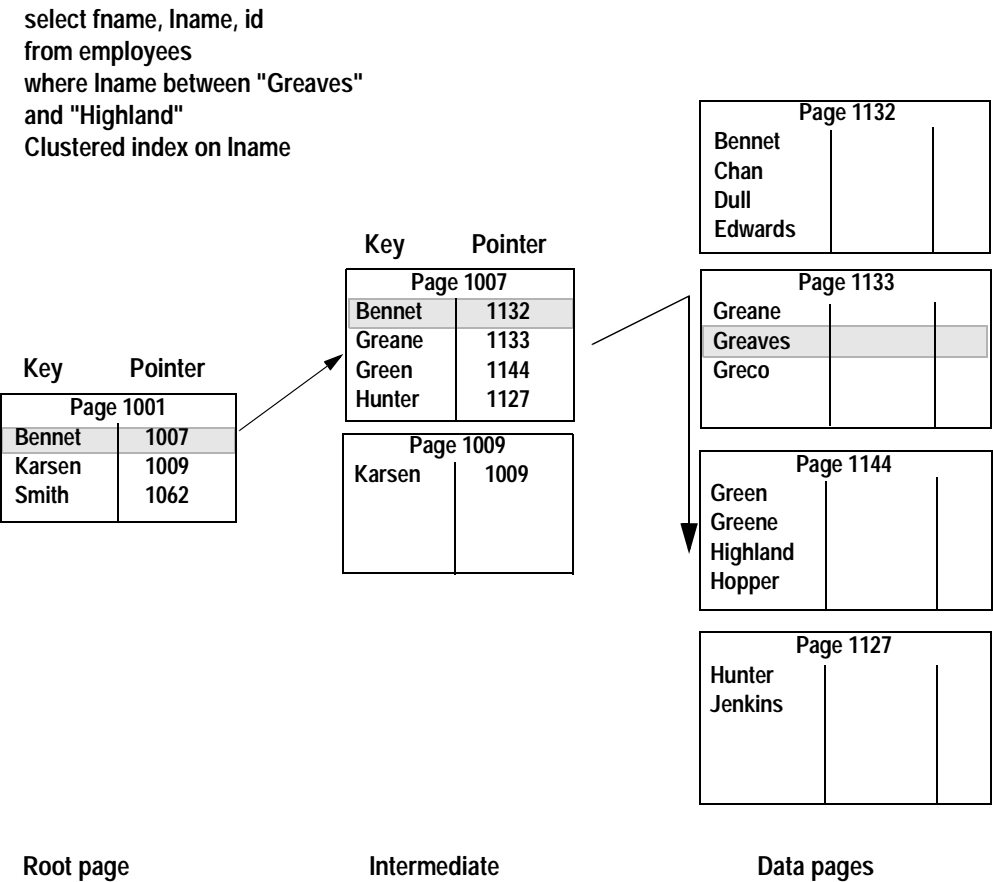 select fname, lname, id
from employees
where lname between "Greaves"
and "Highland"
Clustered index on lname
Key Pointer
Page 1001
Bennet 1007
Karsen 1009
Smith 1062
Key Pointer
Page 1007
Bennet 1132
Greane 1133
Green 1144
Hunter 1127
Page 1009
Karsen 1009
Page 1132
Bennet
Chan
Dull
Edwards
Page 1133
Greane
Greaves
Greco
Page 1144
Green
Greene
Highland
Hopper
Page 1127
Hunter
Jenkins
Root page
Intermediate
Data pages